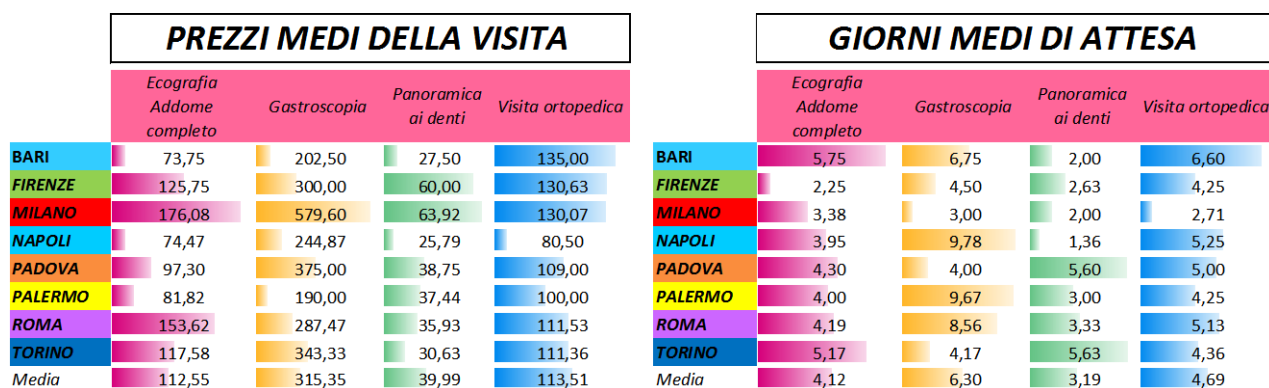 PREZZI MEDI DELLA VISITA
Ecografia Addome completo Gastroscopia Panoramica ai denti Visita ortopedica
BARI 73,75 202,50 27,50 135,00
FIRENZE 125,75 300,00 60,00 130,63
MILANO 176,08 579,60 63,92 130,07
NAPOLI 74,47 244,87 25,79 80,50
PADOVA 97,30 375,00 38,75 109,00
PALERMO 81,82 190,00 37,44 100,00
ROMA 153,62 287,47 35,93 111,53
TORINO 117,58 343,33 30,63 111,36
Media 112,55 315,35 39,99 113,51
GIORNI MEDI DI ATTESA
Ecografia Addome completo Gastroscopia Panoramica ai denti Visita ortopedica
BARI 5,75 6,75 2,00 6,60
FIRENZE 2,25 4,50 2,63 4,25
MILANO 3,38 3,00 2,00 2,71
NAPOLI 3,95 9,78 1,36 5,25
PADOVA 4,30 4,00 5,60 5,00
PALERMO 4,00 9,67 3,00 4,25
ROMA 4,19 8,56 3,33 5,13
TORINO 5,17 4,17 5,63 4,36
Media 4,12 6,30 3,19 4,69